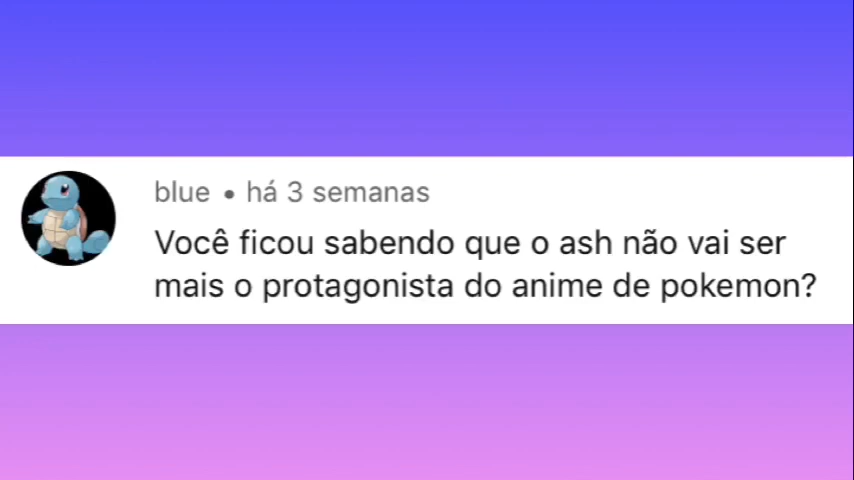 blue • há 3 semanas
Você ficou sabendo que o ash não vai ser
mais o protagonista do anime de pokemon?